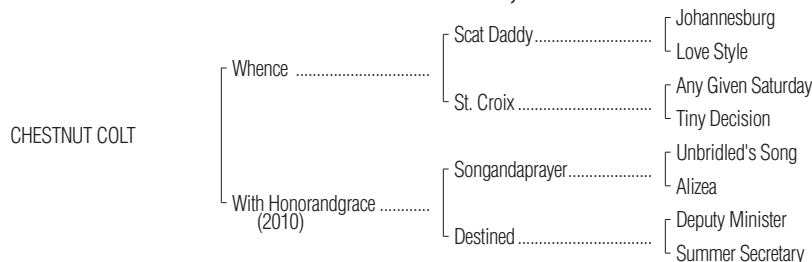 Johannesburg
Scat Daddy
Love Style
Whence
Any Given Saturday
St. Croix
Tiny Decision
CHESTNUT COLT
Unbridled's Song
Songandaprayer
Alizea
With Honorandgrace
(2010)
Deputy Minister
Destined
Summer Secretary